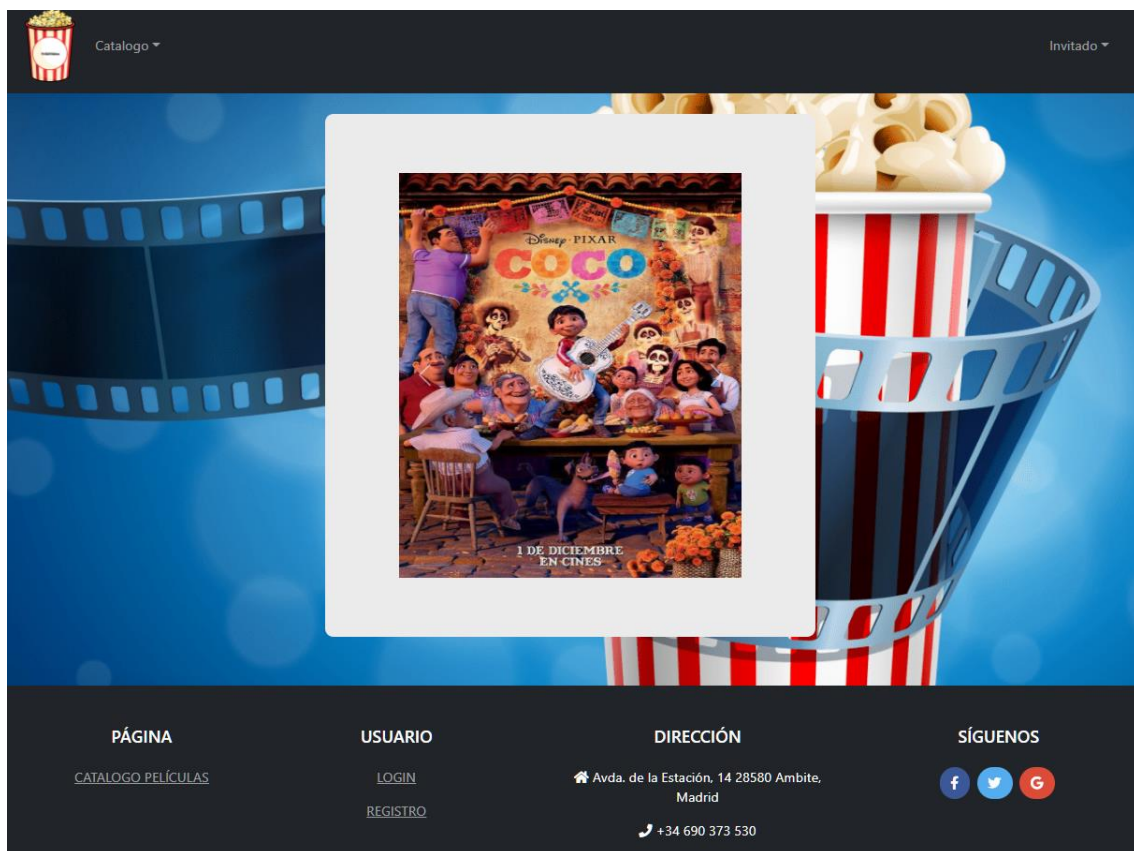 Catalogo
Invitado
Disney · PIXAR
COCO
1 DE DICIEMBRE
EN CINES
PÁGINA
CATALOGO PELÍCULAS
USUARIO
LOGIN
REGISTRO
DIRECCIÓN
Avda. de la Estación, 14 28580 Ambite,
Madrid
+34 690 373 530
SÍGUENOS
f
G